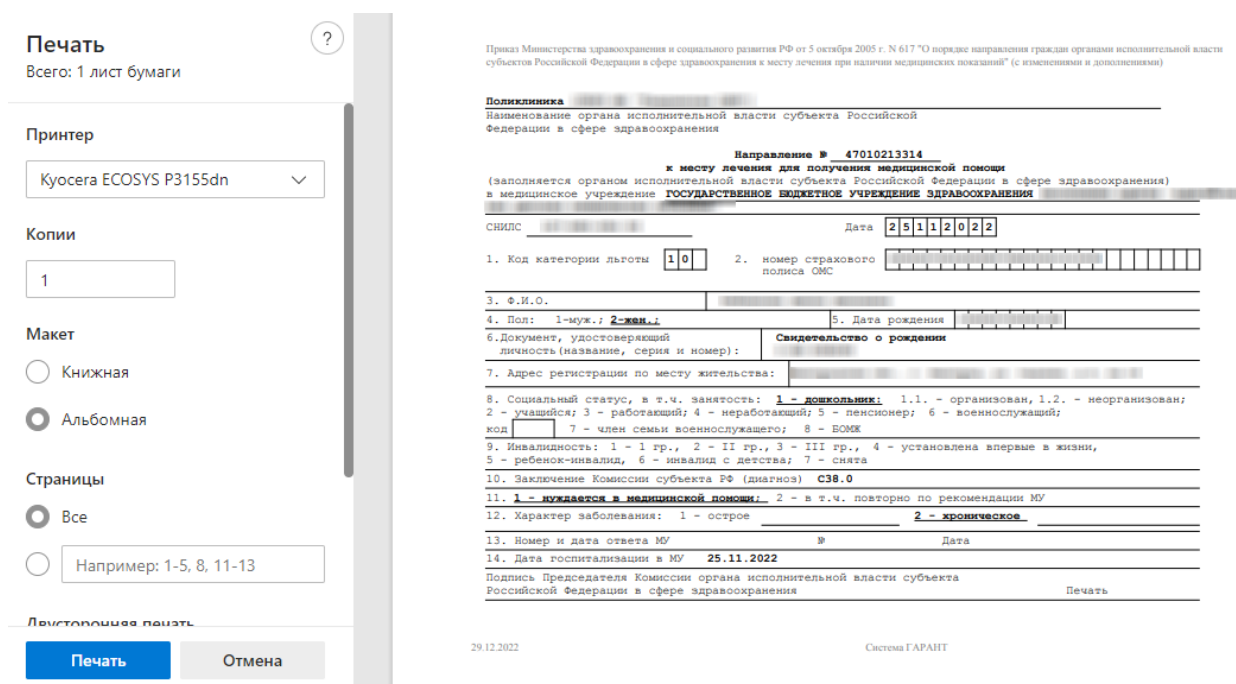 Печать
?
Всего: 1 лист бумаги
Принтер
Kyocera ECOSYS P3155dn
Копии
1
Макет
Книжная
Альбомная
Страницы
Все
Например: 1-5, 8, 11-13
Двусторонняя печать
Печать Отмена
Приказ Министерства здравоохранения и социального развития РФ от 5 октября 2005 г. N 617 "О порядке направления граждан органами исполнительной власти
субъектов Российской Федерации в сфере здравоохранения к месту лечения при наличии медицинских показаний" (с изменениями и дополнениями)
Поликлиника
Наименование органа исполнительной власти субъекта Российской
Федерации в сфере здравоохранения
Направление № 47010213314
к месту лечения для получения медицинской помощи
(заполняется органом исполнительной власти субъекта Российской Федерации в сфере здравоохранения)
в медицинское учреждение ГОСУДАРСТВЕННОЕ БЮДЖЕТНОЕ УЧРЕЖДЕНИЕ ЗДРАВООХРАНЕНИЯ
СНИЛС Дата 25112022
1. Код категории льготы 10 2. номер страхового
полиса ОМС
3. Ф.И.О.
4. Пол: 1-муж.; 2-жен.; 5. Дата рождения
6.Документ, удостоверяющий Свидетельство о рождении
личность(название, серия и номер):
7. Адрес регистрации по месту жительства:
8. Социальный статус, в т.ч. занятость: 1 - дошкольник: 1.1. - организован, 1.2. - неорганизован;
2 - учащийся; 3 - работающий; 4 - неработающий; 5 - пенсионер; 6 - военнослужащий;
код 7 - член семьи военнослужащего; 8 - БОМЖ
9. Инвалидность: 1 - 1 гр., 2 - II гр., 3 - III гр., 4 - установлена впервые в жизни,
5 - ребенок-инвалид, 6 - инвалид с детства; 7 - снята
10. Заключение Комиссии субъекта РФ (диагноз) C38.0
11. 1 - нуждается в медицинской помощи; 2 - в т.ч. повторно по рекомендации МУ
12. Характер заболевания: 1 - острое 2 - хроническое
13. Номер и дата ответа МУ № Дата
14. Дата госпитализации в МУ 25.11.2022
Подпись Председателя Комиссии органа исполнительной власти субъекта
Российской Федерации в сфере здравоохранения Печать
29.12.2022 Система ГАРАНТ